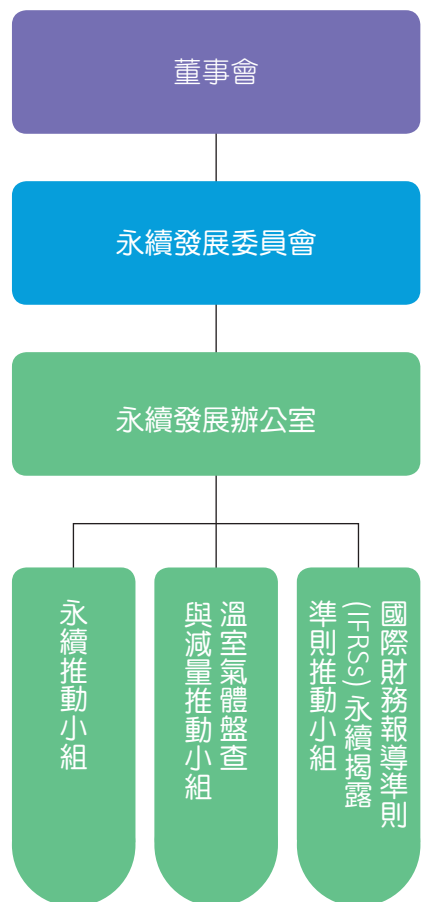 董事會
永續發展委員會
永續發展辦公室
永續推動小組
溫室氣體盤查
與減量推動小組
國際財務報導準則
(IFRSs)永續揭露
準則推動小組